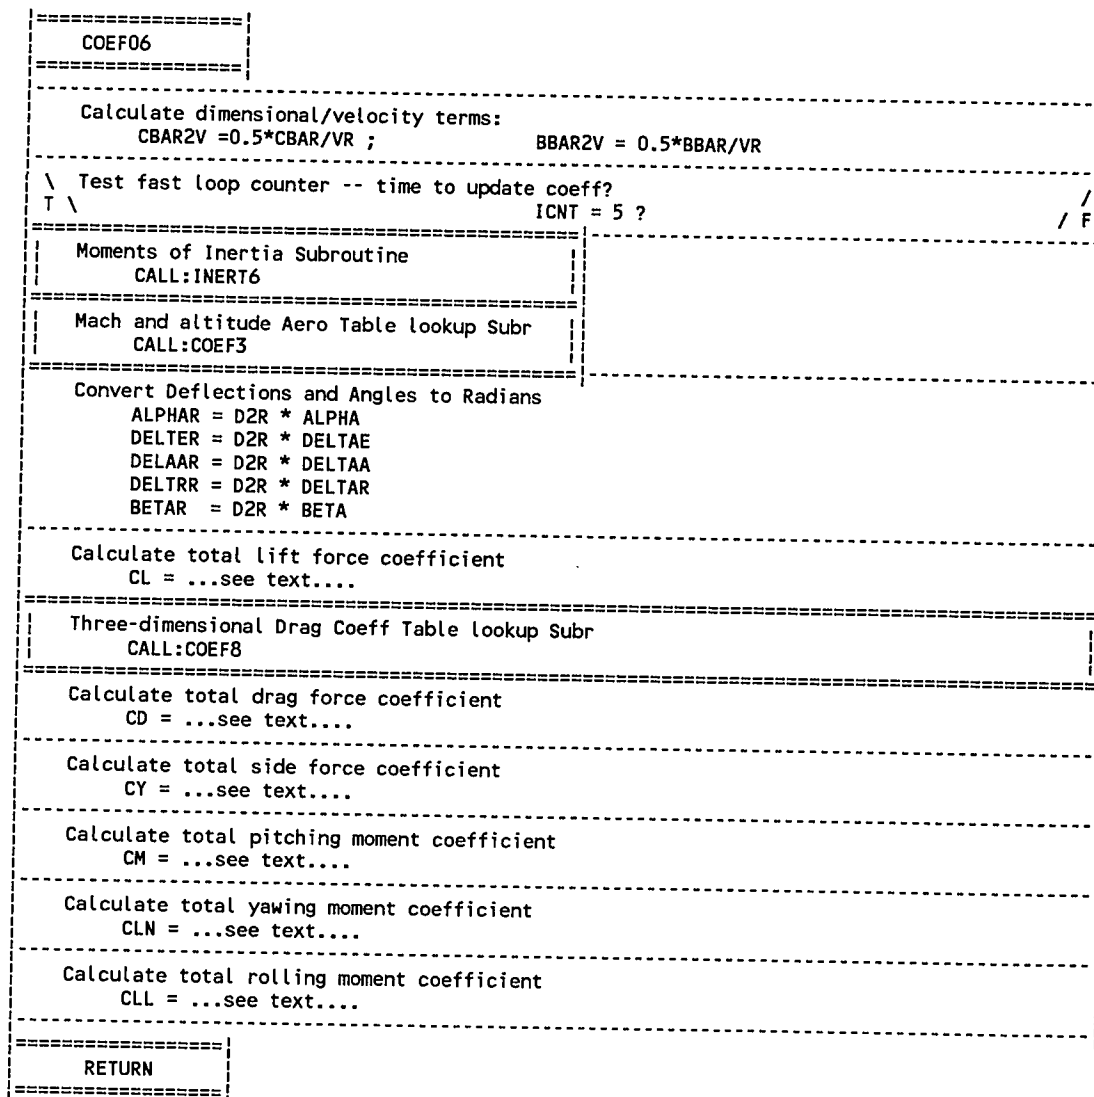 COEF06
Calculate dimensional/velocity terms:
CBAR2V =0.5*CBAR/VR ; BBAR2V = 0.5*BBAR/VR
\ Test fast loop counter -- time to update coeff? /
T \ ICNT = 5 ? / F
Moments of Inertia Subroutine
CALL:INERT6
Mach and altitude Aero Table lookup Subr
CALL:COEF3
Convert Deflections and Angles to Radians
ALPHAR = D2R * ALPHA
DELTER = D2R * DELTAE
DELAAR = D2R * DELTAA
DELTRR = D2R * DELTAR
BETAR = D2R * BETA
Calculate total lift force coefficient
CL = ...see text....
Three-dimensional Drag Coeff Table lookup Subr
CALL:COEF8
Calculate total drag force coefficient
CD = ...see text....
Calculate total side force coefficient
CY = ...see text....
Calculate total pitching moment coefficient
CM = ...see text....
Calculate total yawing moment coefficient
CLN = ...see text....
Calculate total rolling moment coefficient
CLL = ...see text....
RETURN